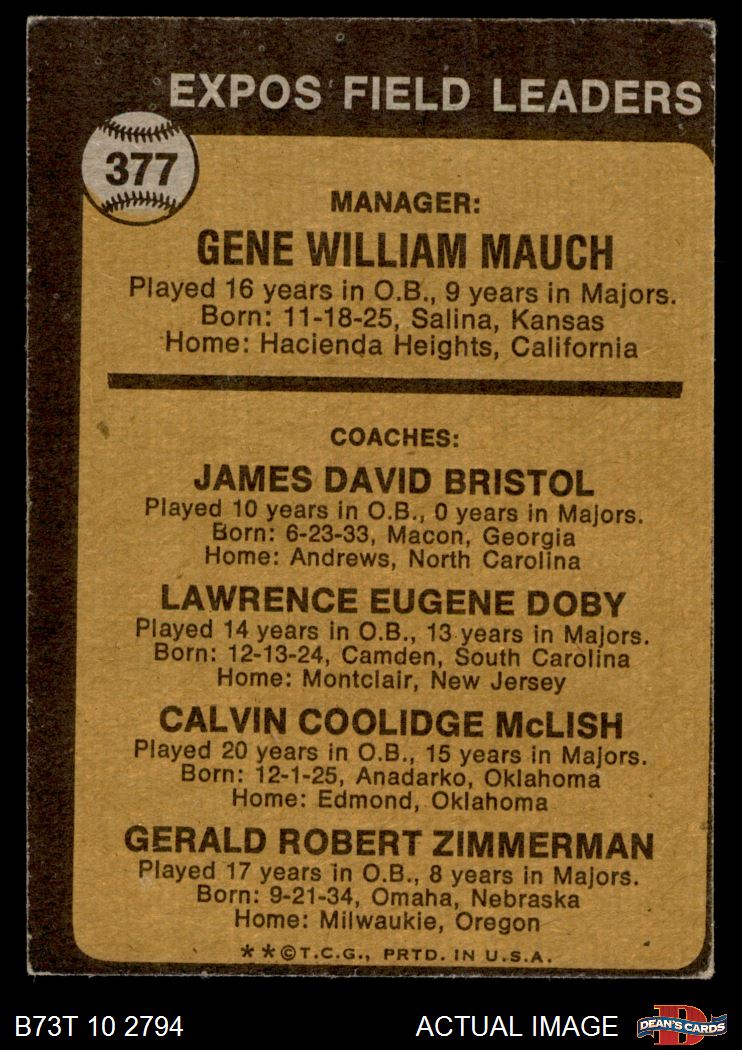 EXPOS FIELD LEADERS
377
MANAGER:
GENE WILLIAM MAUCH
Played 16 years in O.B., 9 years in Majors.
Born: 11-18-25, Salina, Kansas
Home: Hacienda Heights, California
COACHES:
JAMES DAVID BRISTOL
Played 10 years in O.B., 0 years in Majors.
Born: 6-23-33, Macon, Georgia
Home: Andrews, North Carolina
LAWRENCE EUGENE DOBY
Played 14 years in O.B., 13 years in Majors.
Born: 12-13-24, Camden, South Carolina
Home: Montclair, New Jersey
CALVIN COOLIDGE McLISH
Played 20 years in O.B., 15 years in Majors.
Born: 12-1-25, Anadarko, Oklahoma
Home: Edmond, Oklahoma
GERALD ROBERT ZIMMERMAN
Played 17 years in O.B., 8 years in Majors.
Born: 9-21-34, Omaha, Nebraska
Home: Milwaukie, Oregon
**©T.C.G., PRTD. IN U.S.A.
B73T 10 2794 ACTUAL IMAGE D DEAN'S CARDS